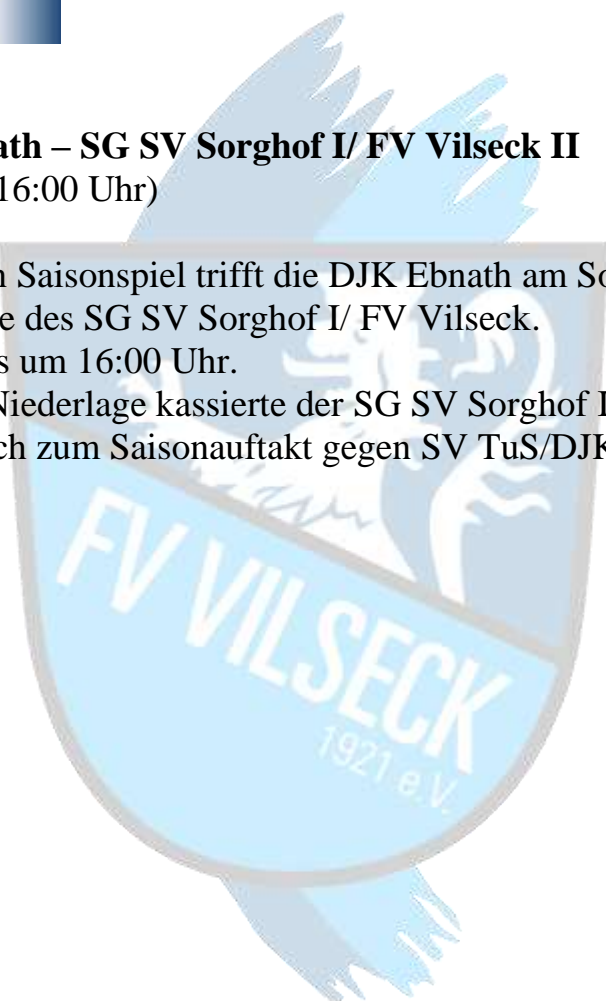 ath – SG SV Sorghof I/ FV Vilseck II
16:00 Uhr)
n Saisonspiel trifft die DJK Ebnath am So
e des SG SV Sorghof I/ FV Vilseck.
s um 16:00 Uhr.
Niederlage kassierte der SG SV Sorghof I
ch zum Saisonauftakt gegen SV TuS/DJK
FV VILSECK
1921 e.V.